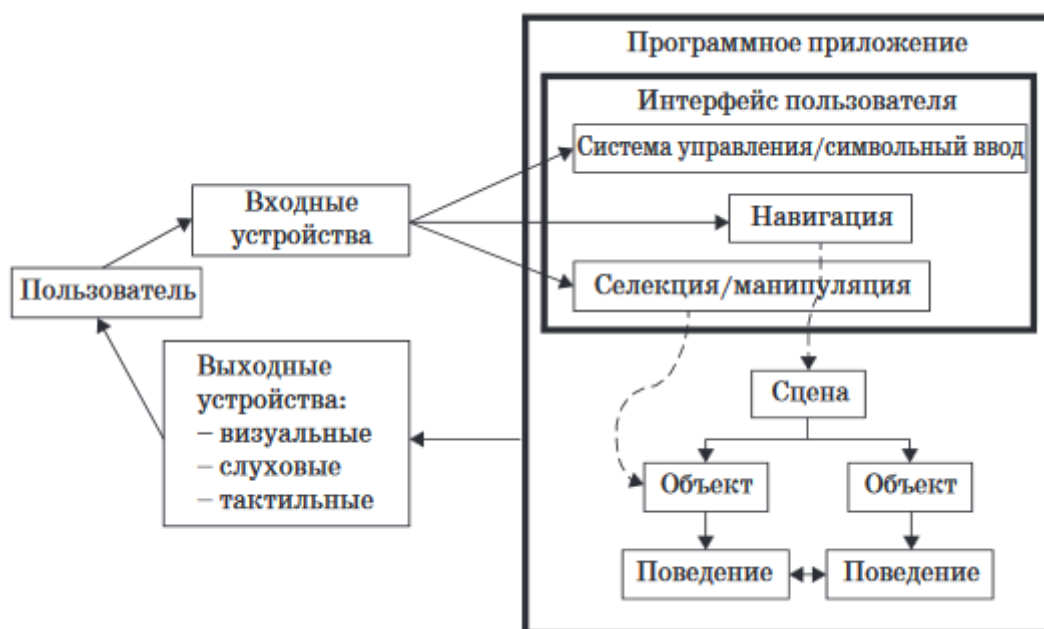 Программное приложение
Интерфейс пользователя
Система управления/символьный ввод
Входные
устройства
Навигация
Селекция/манипуляция
Пользователь
Выходные
устройства:
– визуальные
– слуховые
– тактильные
Сцена
Объект
Объект
Поведение
Поведение